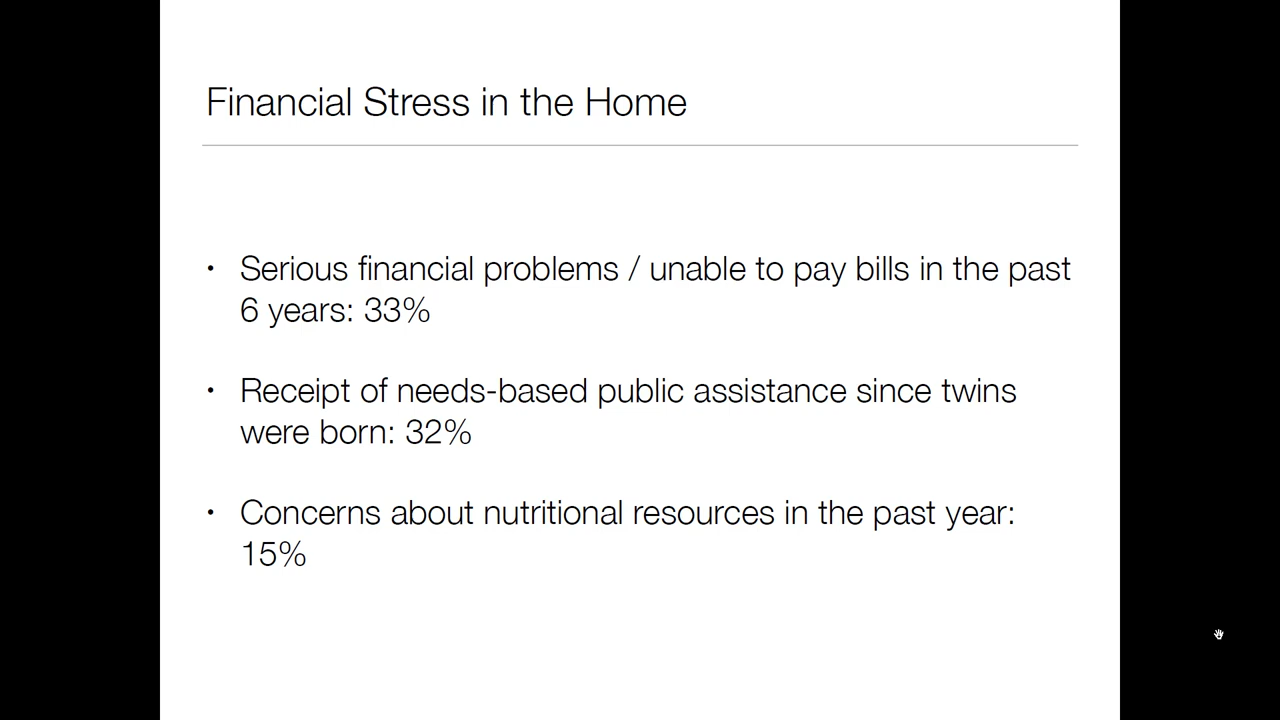 Financial Stress in the Home
• Serious financial problems / unable to pay bills in the past
6 years: 33%
• Receipt of needs-based public assistance since twins
were born: 32%
• Concerns about nutritional resources in the past year:
15%